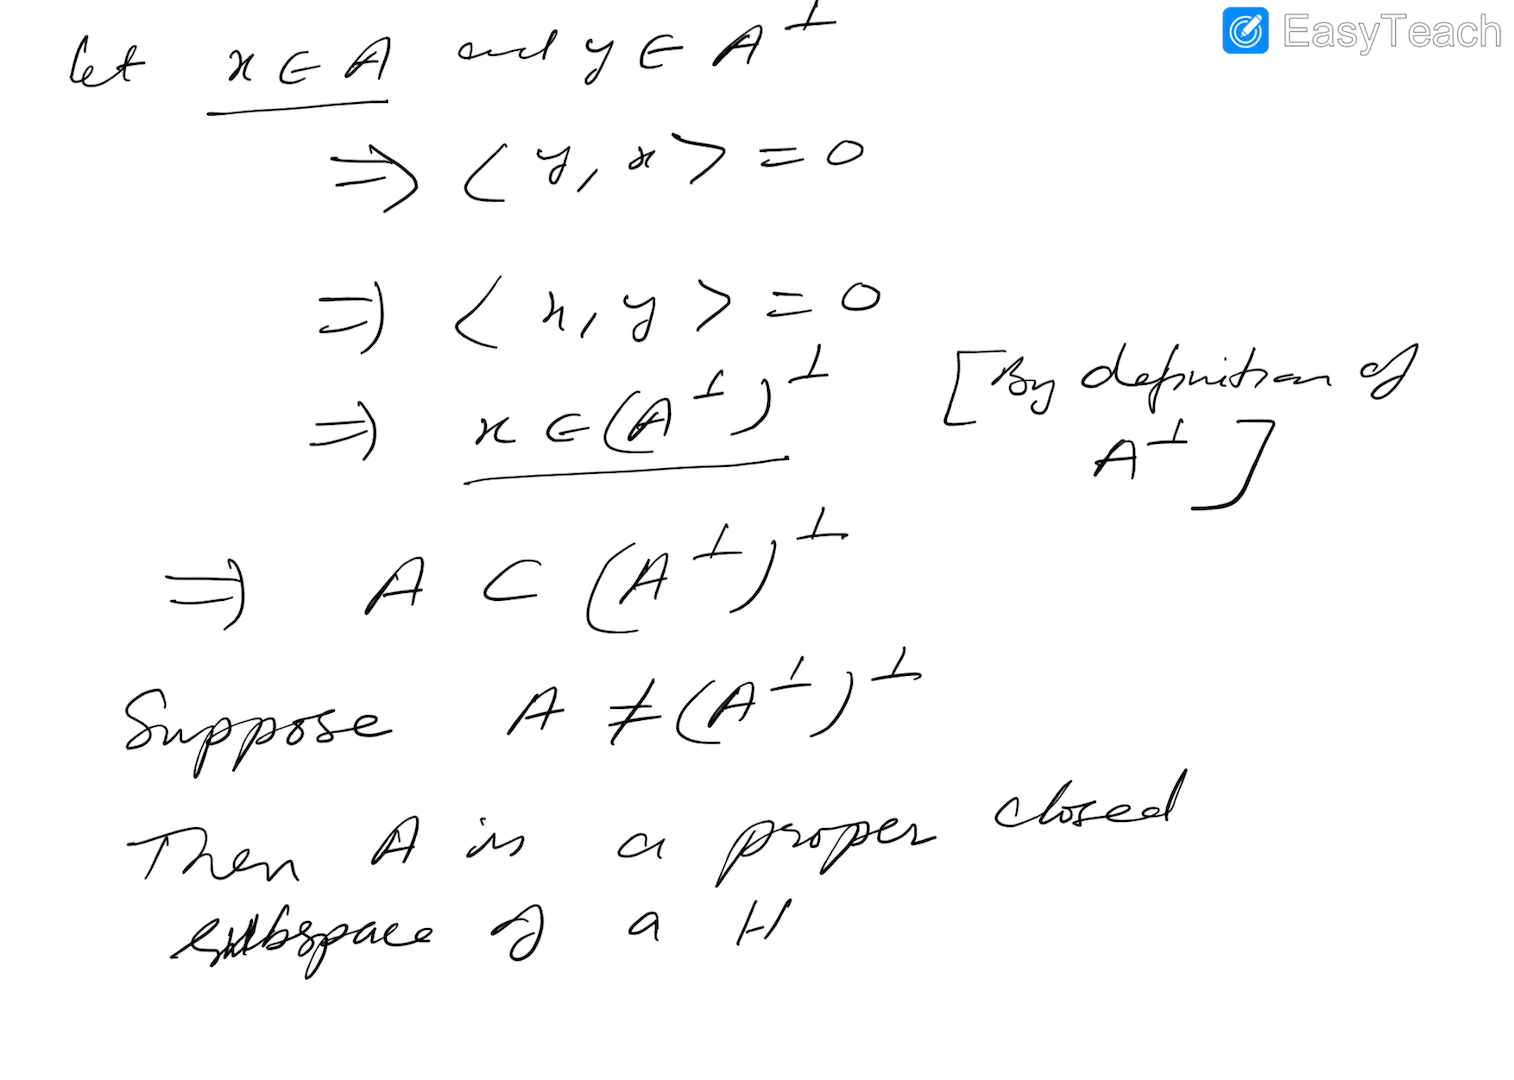 EasyTeach
let x ∈ A and y ∈ A⊥
⇒ < y, x > = 0
⇒ < x, y > = 0
⇒ x ∈ (A⊥)⊥ [By definition of
A⊥]
⇒ A ⊂ (A⊥)⊥
Suppose A ≠ (A⊥)⊥
Then A is a proper closed
subspace of a H